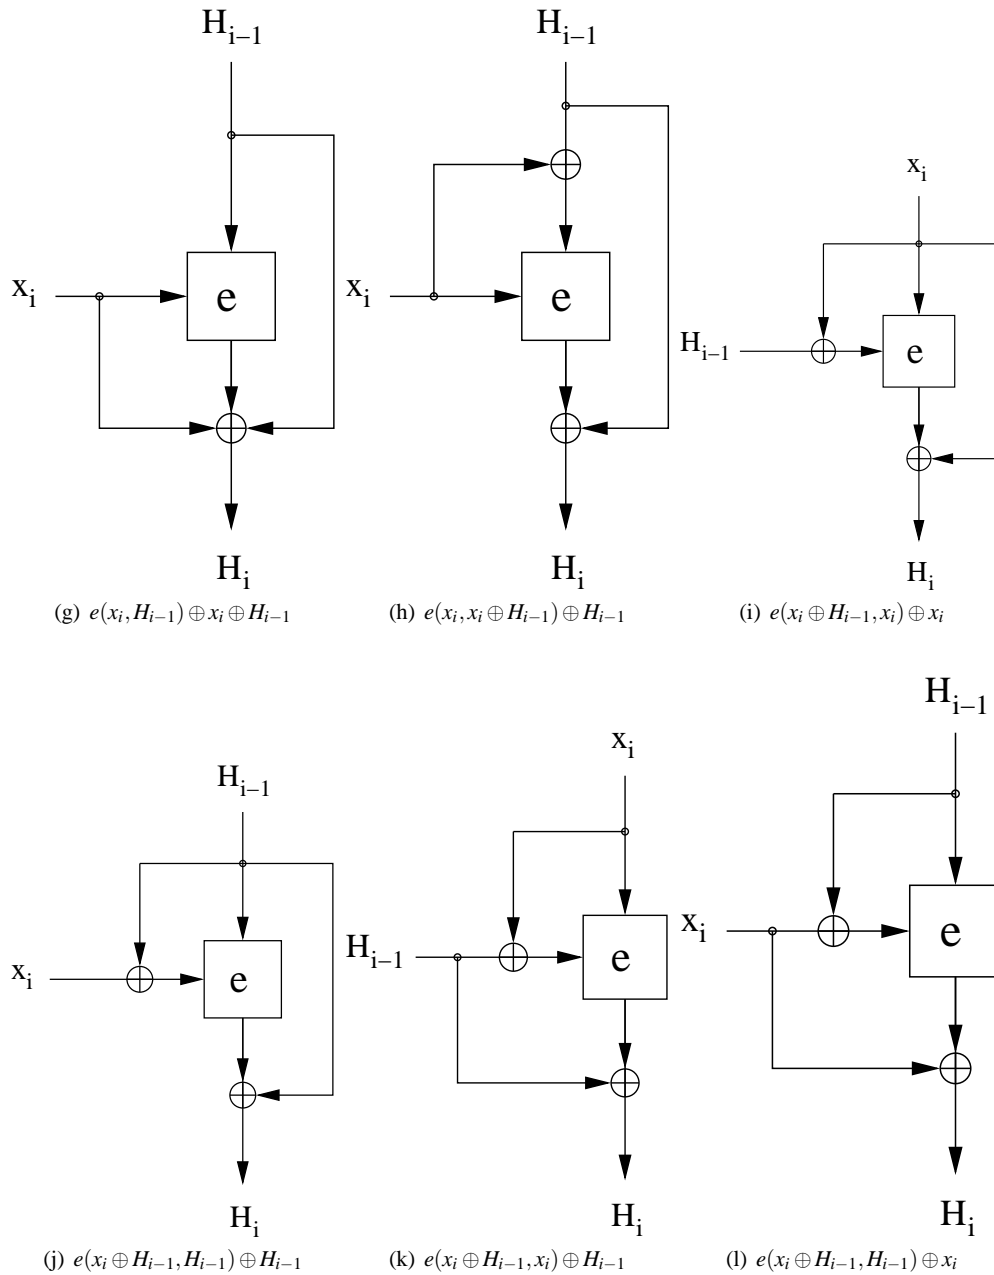 H_{i–1}
H_{i–1}
x_i
x_i
e
x_i
e
H_{i–1}
e
H_i
H_i
H_i
(g) e(x_i, H_{i−1}) ⊕ x_i ⊕ H_{i−1}
(h) e(x_i, x_i ⊕ H_{i−1}) ⊕ H_{i−1}
(i) e(x_i ⊕ H_{i−1}, x_i) ⊕ x_i
H_{i–1}
x_i
H_{i–1}
x_i
e
H_{i–1}
e
x_i
e
H_i
H_i
H_i
(j) e(x_i ⊕ H_{i−1}, H_{i−1}) ⊕ H_{i−1}
(k) e(x_i ⊕ H_{i−1}, x_i) ⊕ H_{i−1}
(l) e(x_i ⊕ H_{i−1}, H_{i−1}) ⊕ x_i